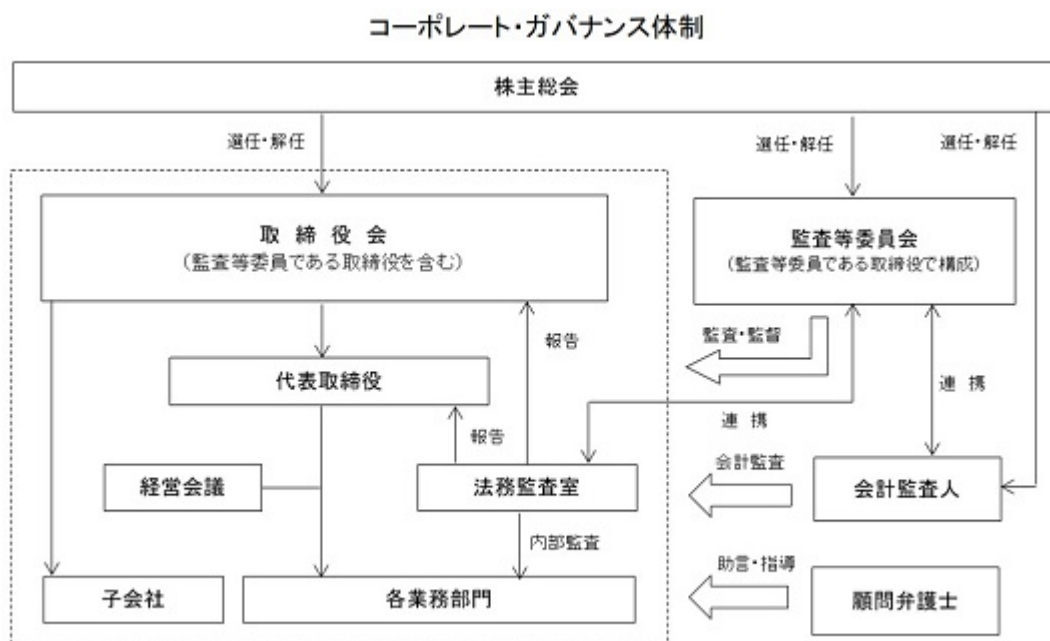 コーポレート・ガバナンス体制
株主総会
選任・解任
選任・解任
選任・解任
取締役会
(監査等委員である取締役を含む)
監査等委員会
(監査等委員である取締役で構成)
報告
監査・監督
代表取締役
連携
連携
報告
経営会議
法務監査室
会計監査
会計監査人
内部監査
助言・指導
子会社
各業務部門
顧問弁護士